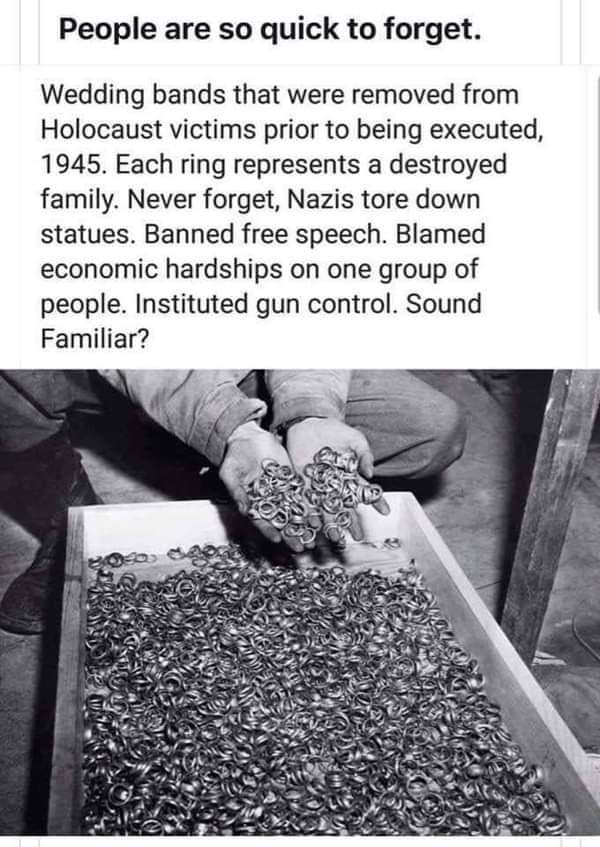 People are so quick to forget.
Wedding bands that were removed from
Holocaust victims prior to being executed,
1945. Each ring represents a destroyed
family. Never forget, Nazis tore down
statues. Banned free speech. Blamed
economic hardships on one group of
people. Instituted gun control. Sound
Familiar?